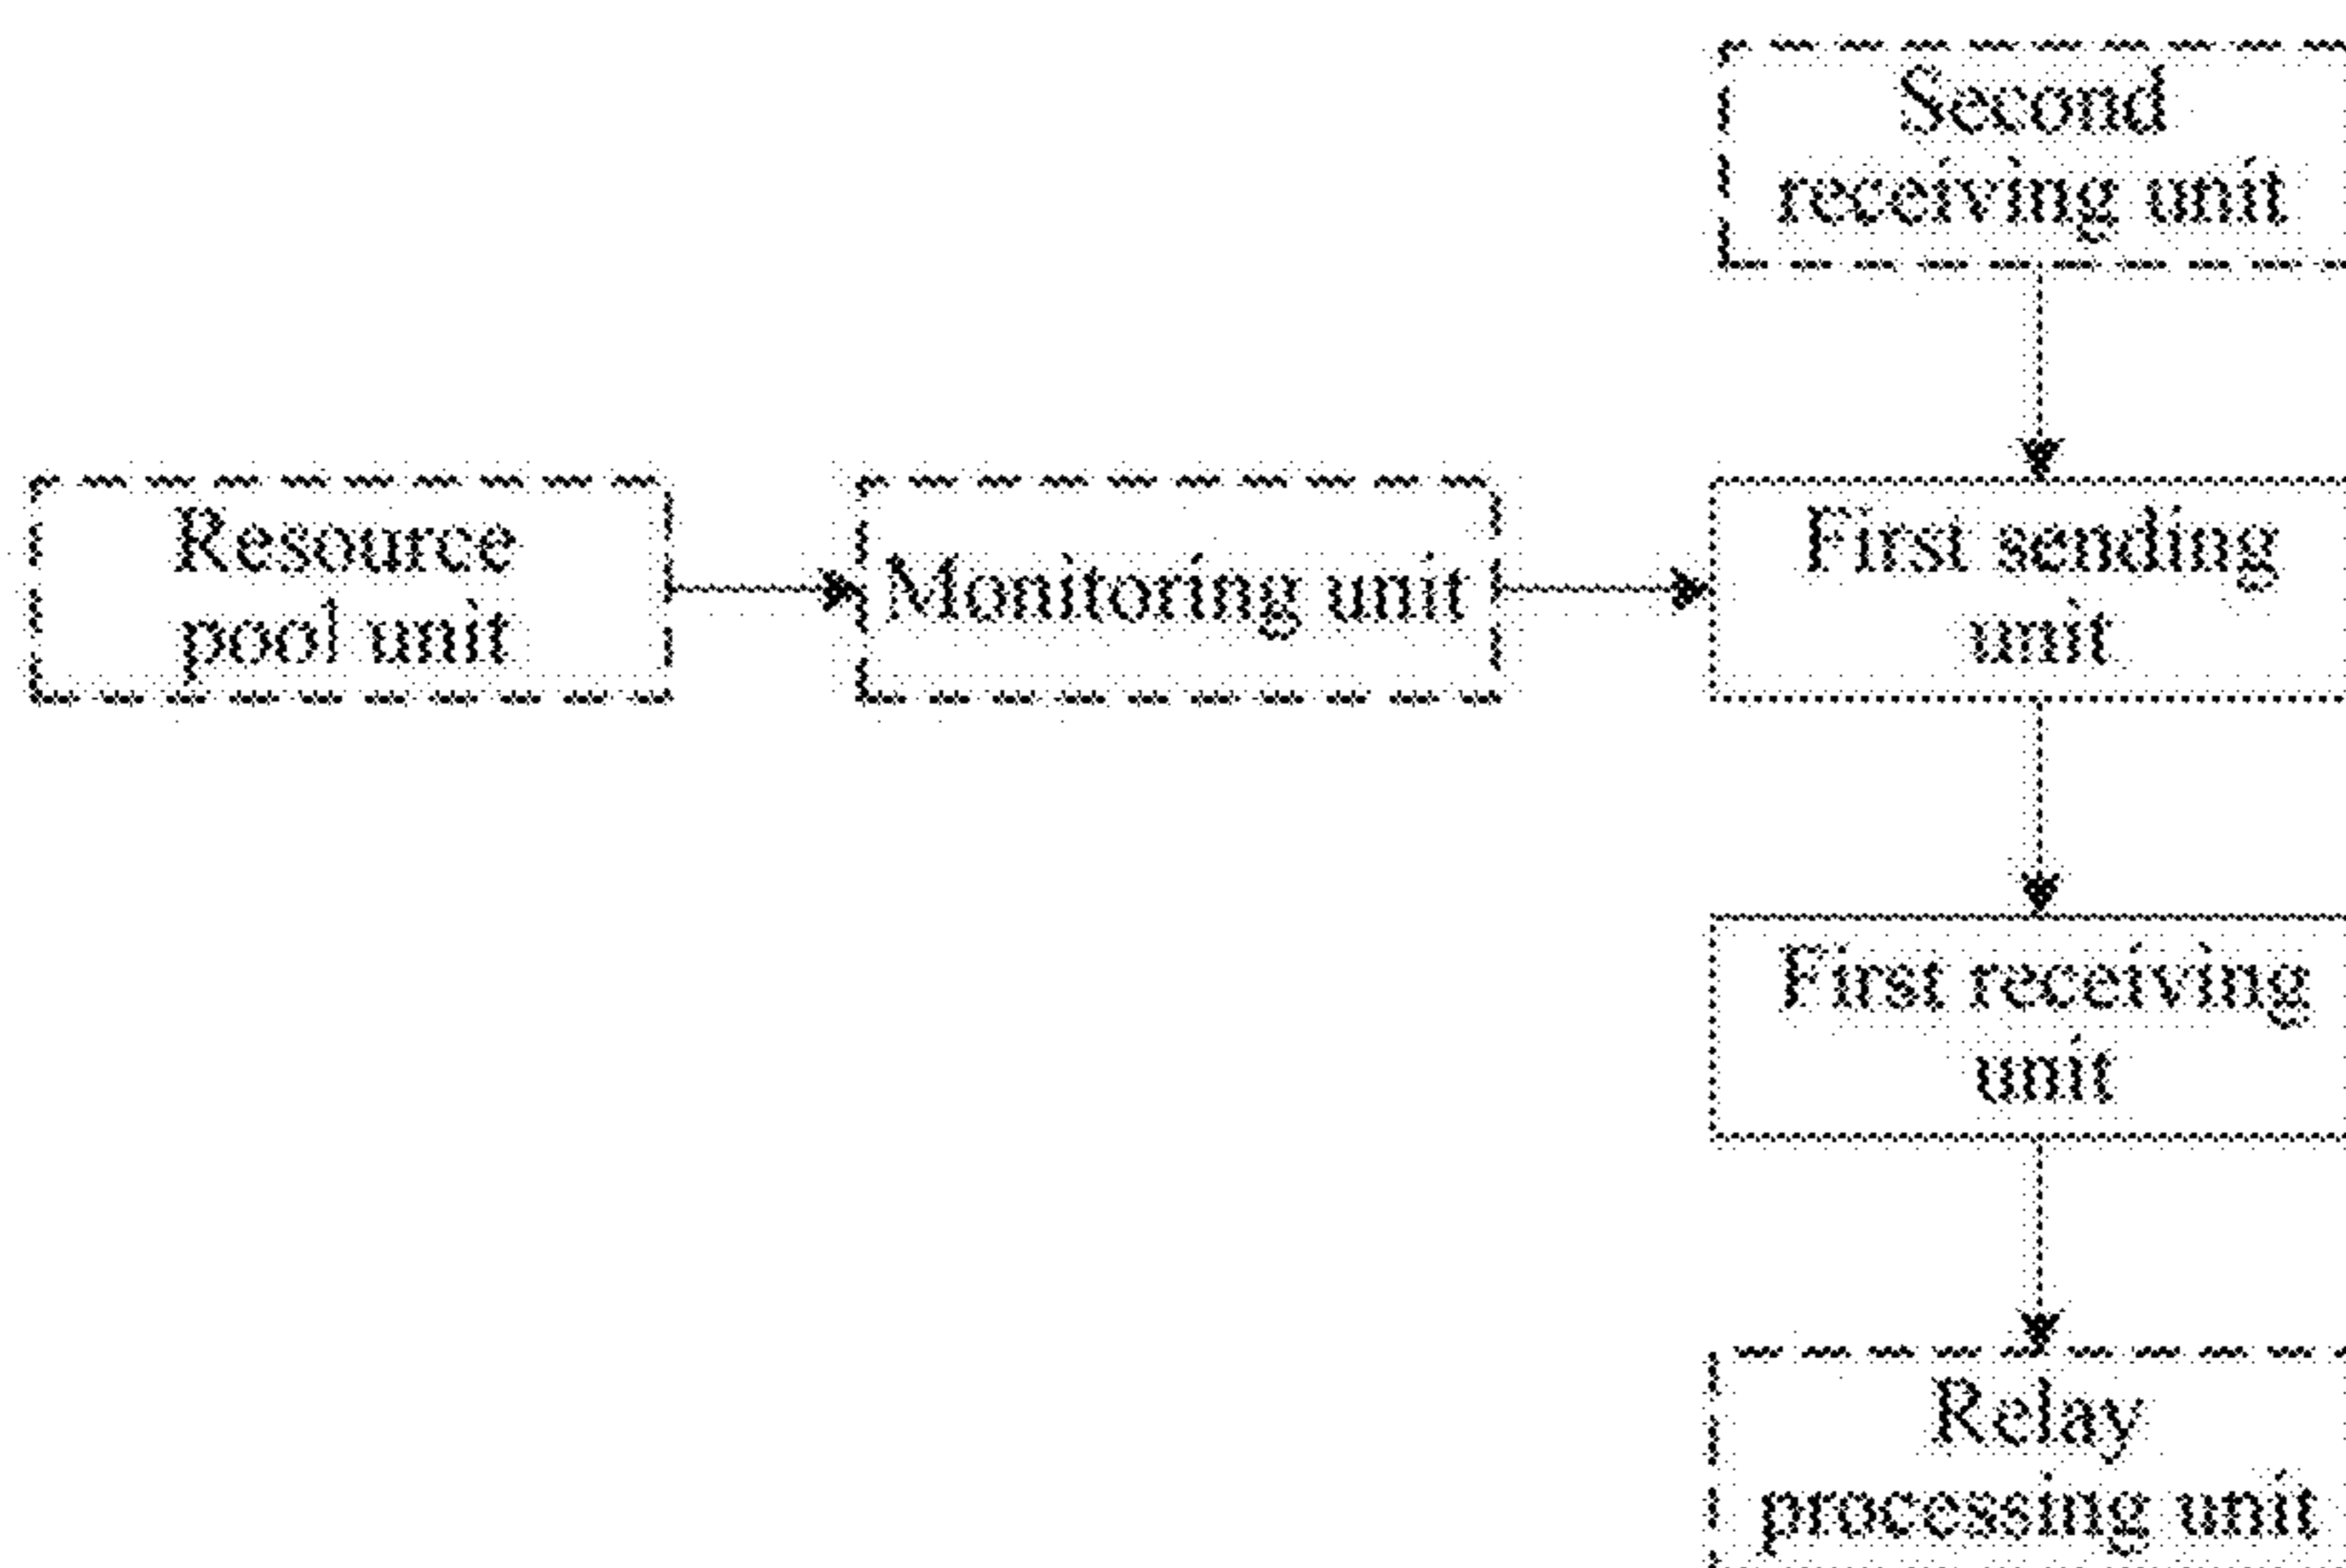 Second
receiving unit
Resource
pool unit
Monitoring unit
First sending
unit
First receiving
unit
Relay
processing unit